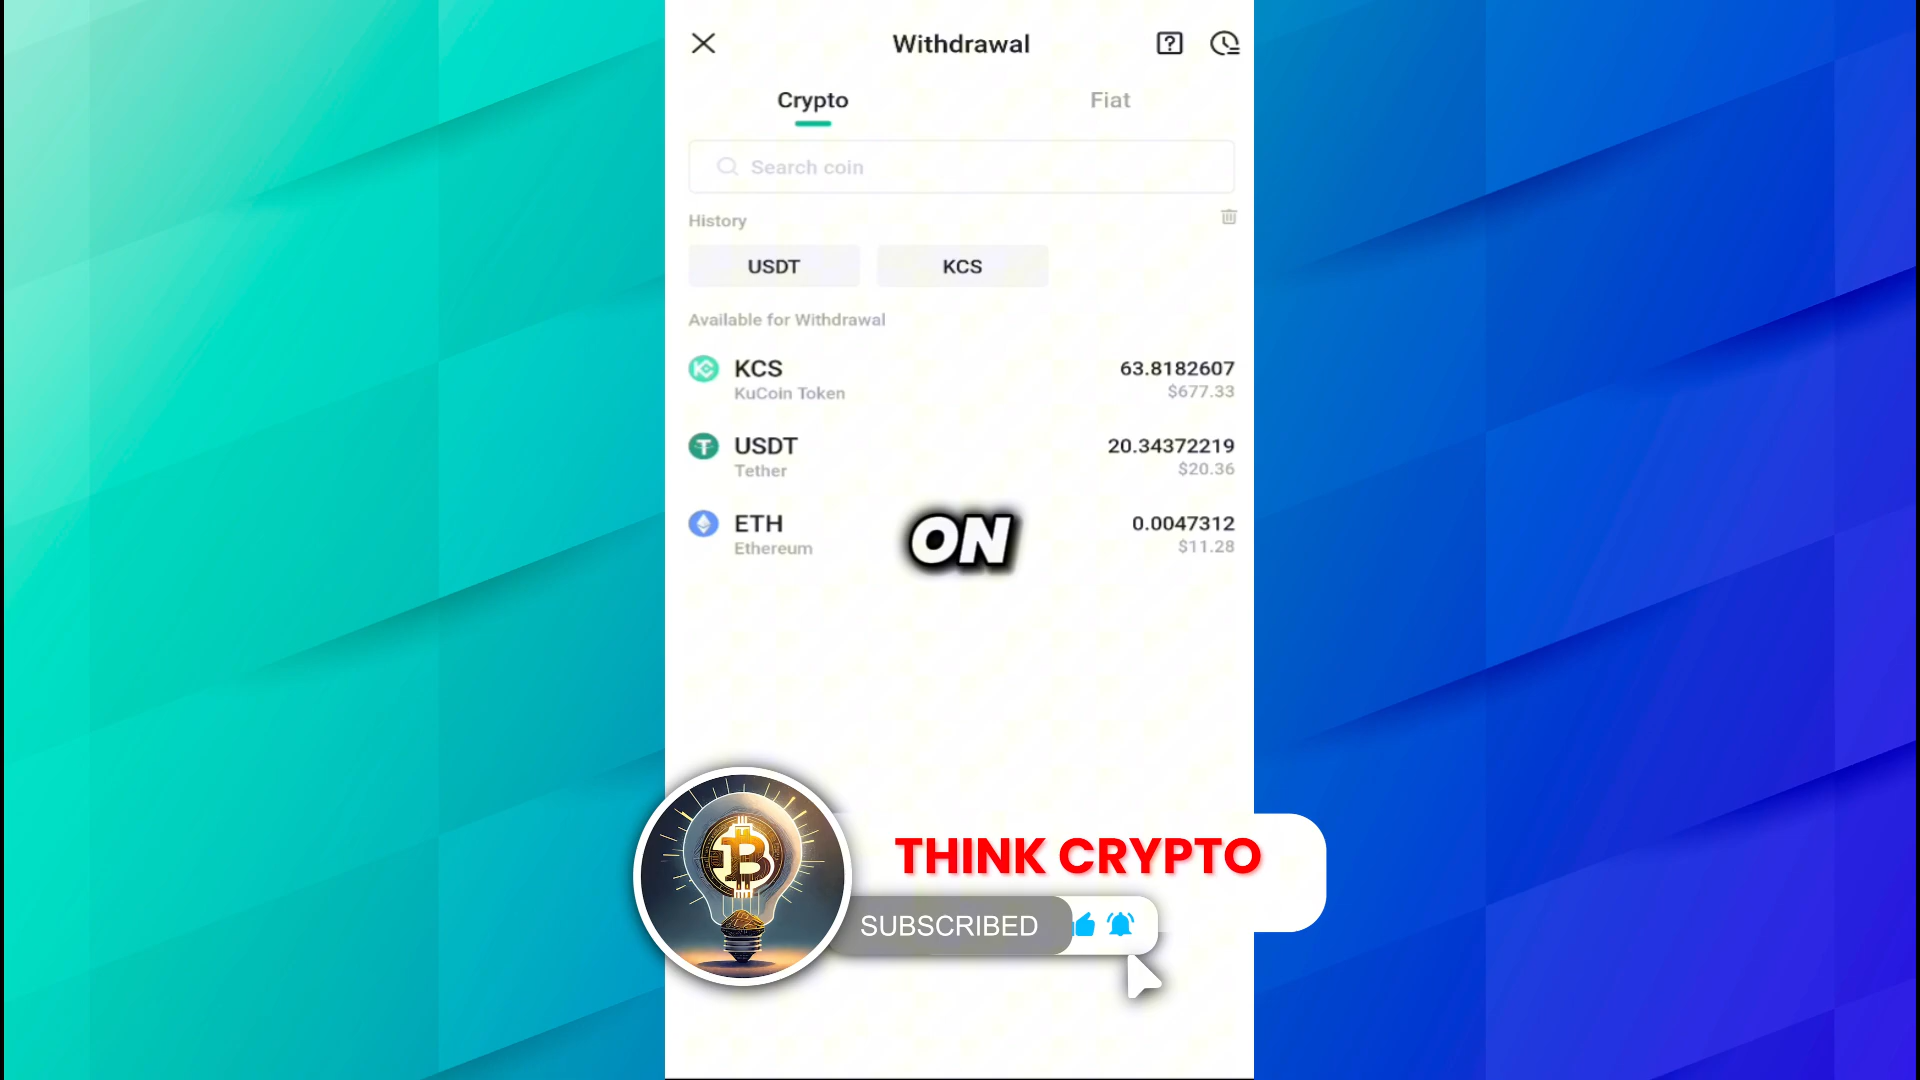 Withdrawal
Crypto Fiat
Search coin
History
USDT KCS
Available for Withdrawal
KCS 63.8182607
KuCoin Token $677.33
USDT 20.34372219
Tether $20.36
ETH 0.0047312
Ethereum $11.28
ON
THINK CRYPTO
SUBSCRIBED